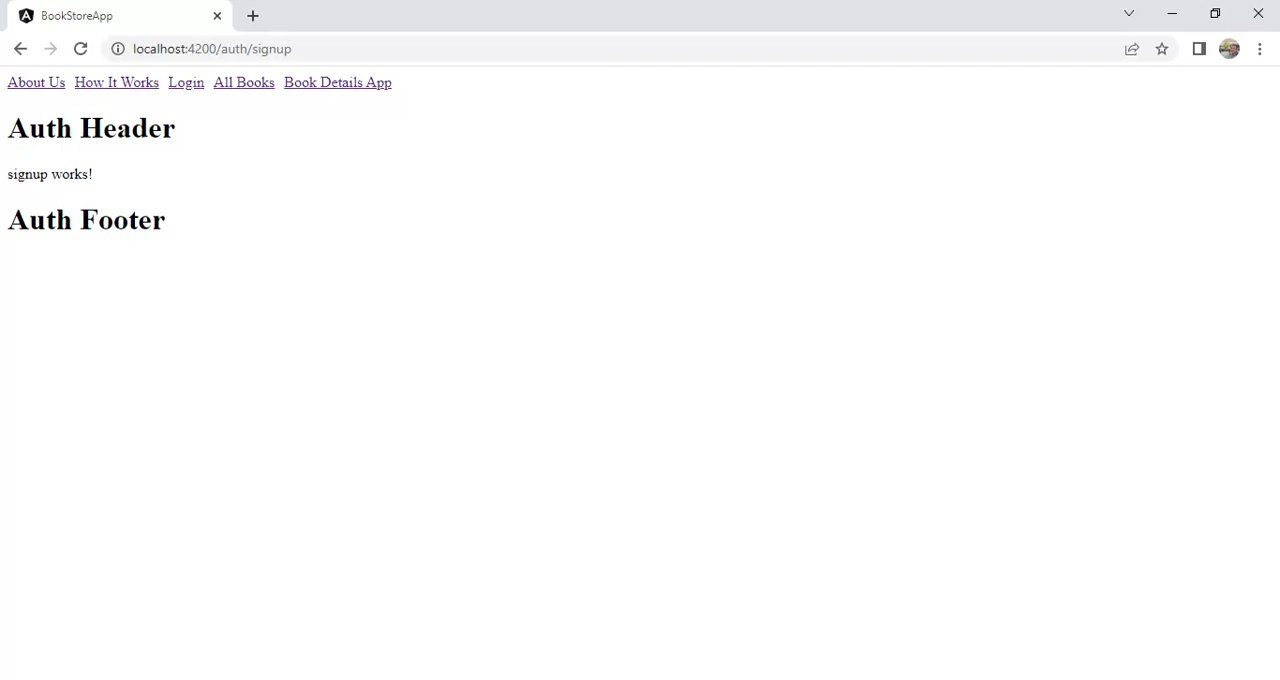 BookStoreApp
localhost:4200/auth/signup
About Us How It Works Login All Books Book Details App
Auth Header
signup works!
Auth Footer